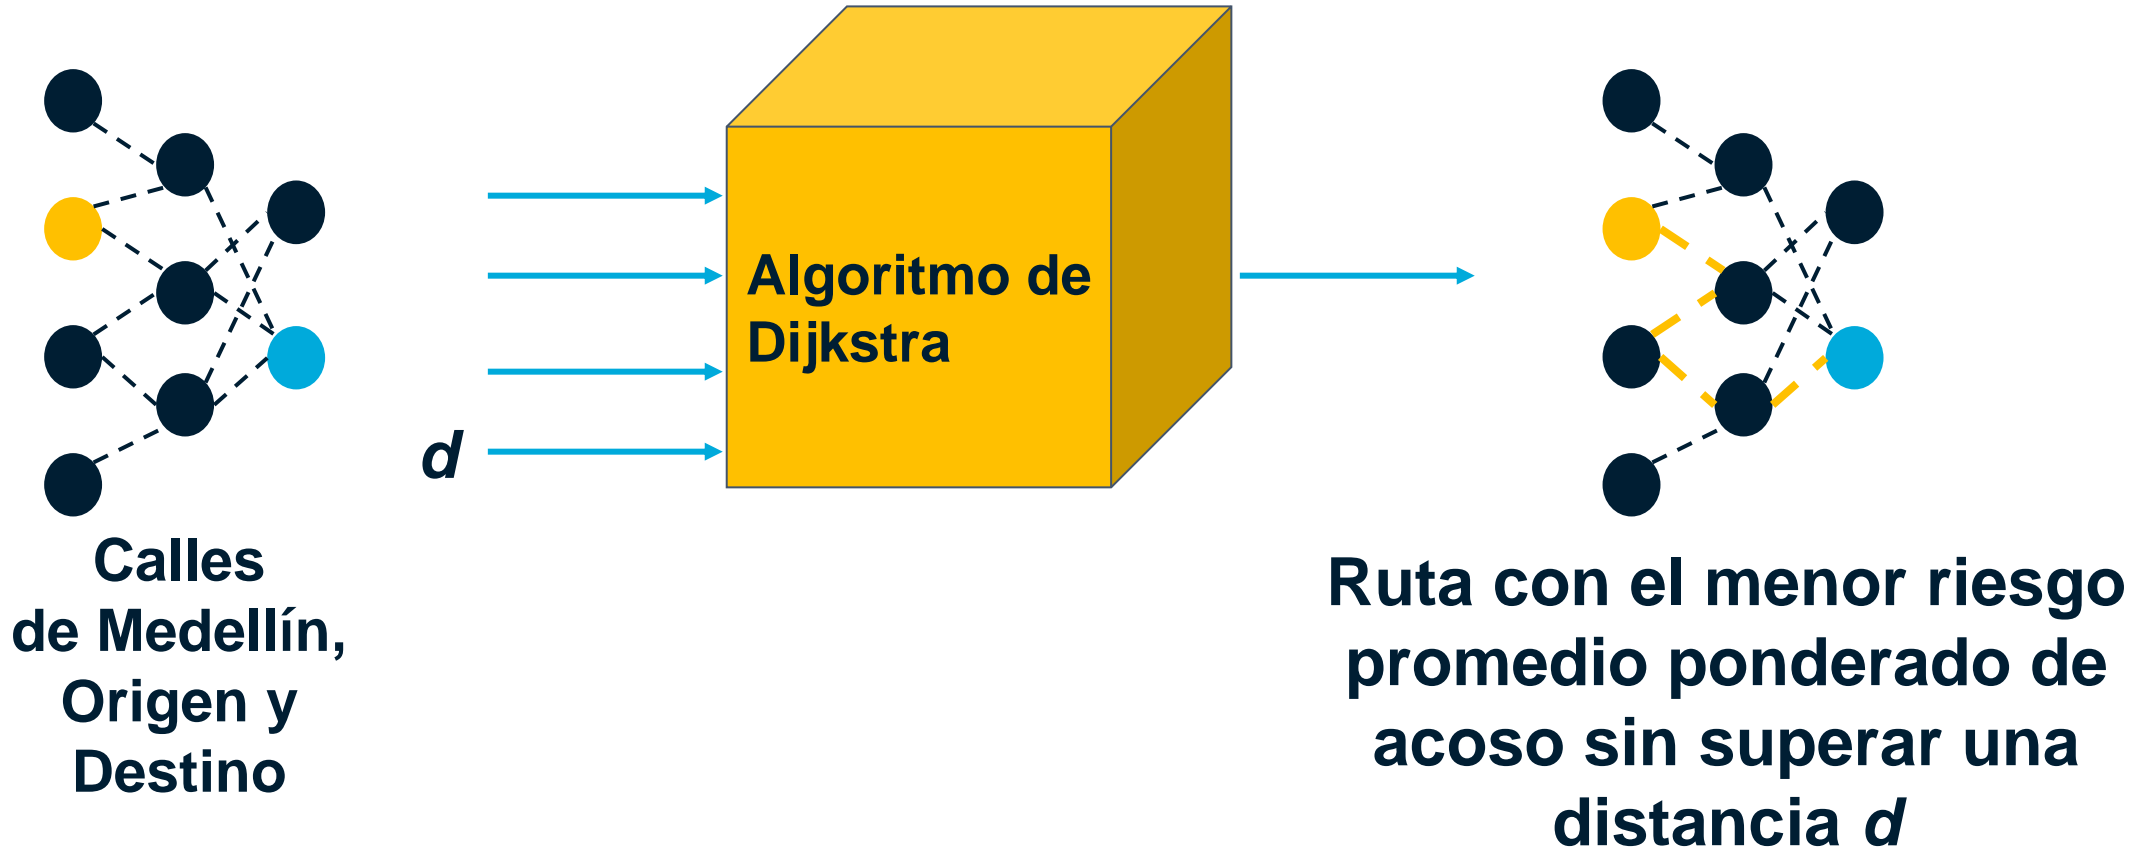 Algoritmo de
Dijkstra
d
Calles
de Medellín,
Origen y
Destino
Ruta con el menor riesgo
promedio ponderado de
acoso sin superar una
distancia d